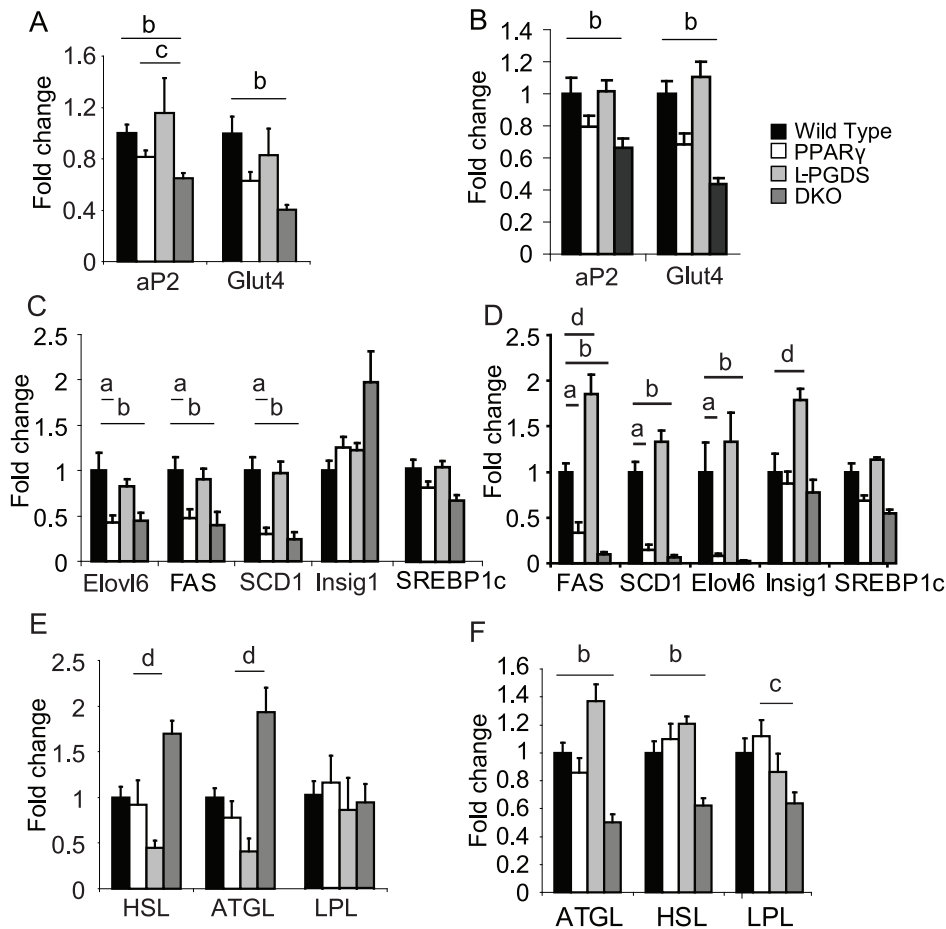 A
b
c
b
1.6
1.2
0.8
0.4
0
Fold change
aP2 Glut4
B
b b
1.4
1.2
1
0.8
0.6
0.4
0.2
0
Fold change
aP2 Glut4
Wild Type
PPARγ
L-PGDS
DKO
C
2.5
2
1.5
1
0.5
0
Fold change
a a a
b b b
Elovl6 FAS SCD1 Insig1 SREBP1c
D
d
b b d
a b
a a
2.5
2
1.5
1
0.5
0
Fold change
FAS SCD1 Elovl6 Insig1 SREBP1c
E
d d
2.5
2
1.5
1
0.5
0
Fold change
HSL ATGL LPL
F
b b
c
1.6
1.4
1.2
1
0.8
0.6
0.4
0.2
0
Fold change
ATGL HSL LPL